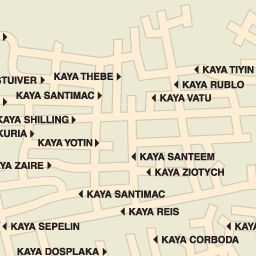 KAYA THEBE
KAYA TIYIN
STUIVER
KAYA RUBLO
KAYA SANTIMAC
KAYA VATU
KAYA SHILLING
KURIA
KAYA YOTIN
KAYA SANTEEM
KAYA ZAIRE
KAYA ZIOTYCH
KAYA SANTIMAC
KAYA REIS
KAYA SEPELIN
KAYA
KAYA CORBODA
KAYA DOSPLAKA